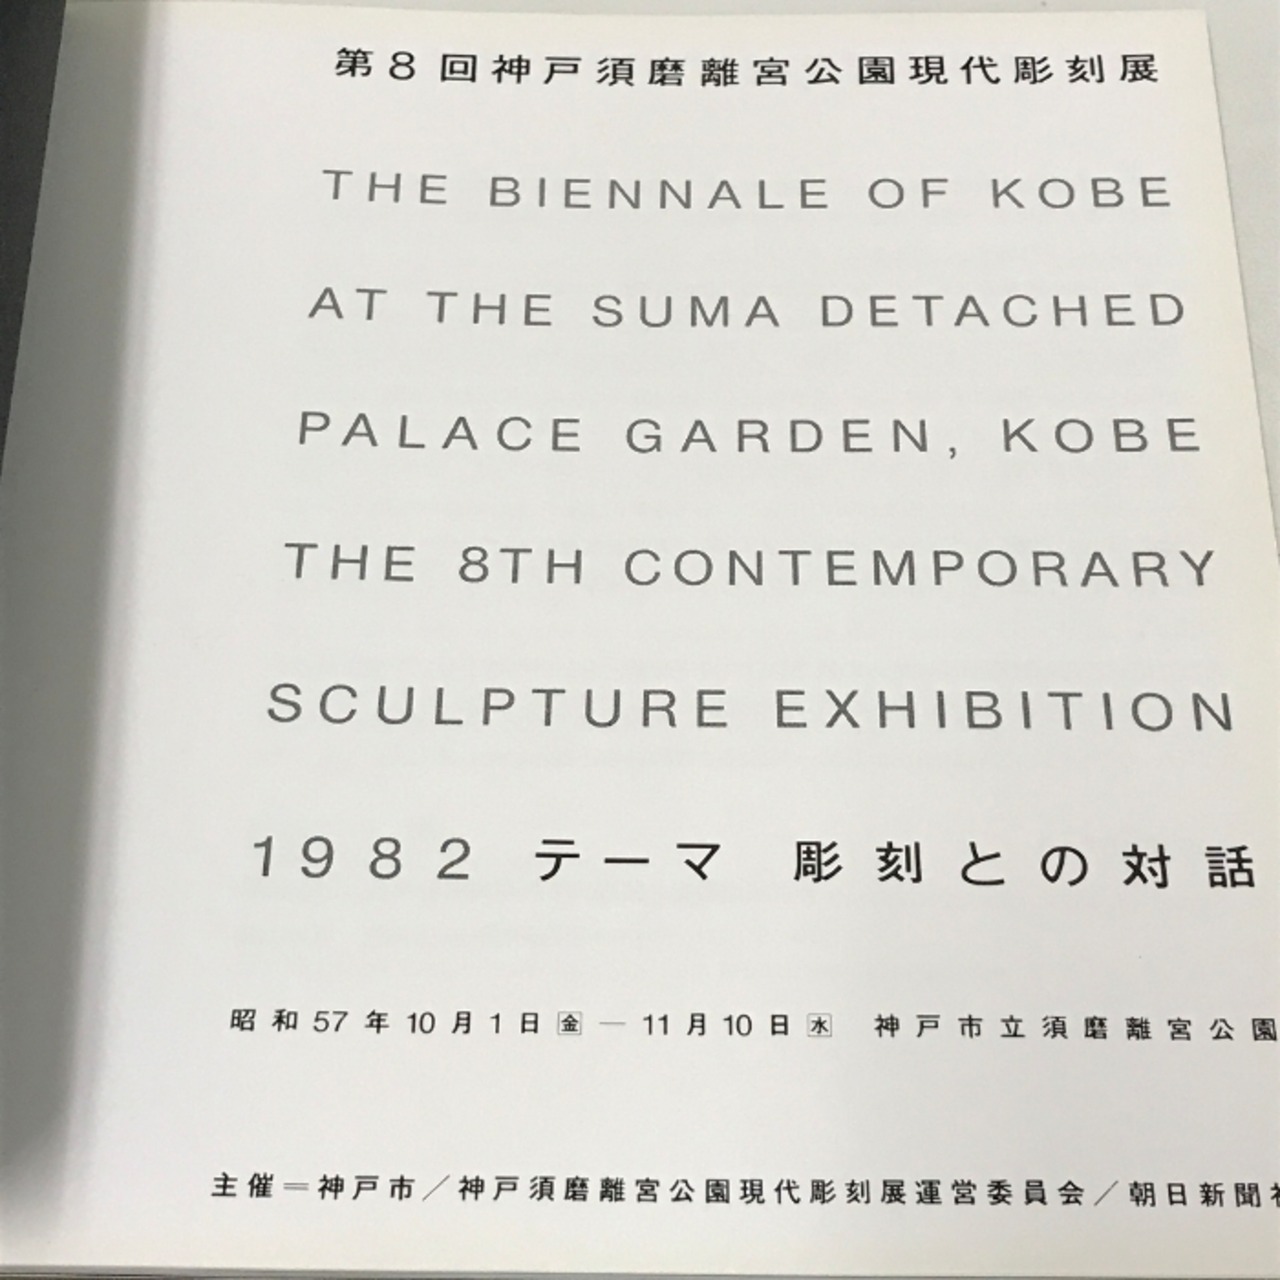 第8回神戸須磨離宮公園現代彫刻展
THE BIENNALE OF KOBE
AT THE SUMA DETACHED
PALACE GARDEN, KOBE
THE 8TH CONTEMPORARY
SCULPTURE EXHIBITION
1982 テーマ 彫刻との対話
昭和57年10月1日金—11月10日水 神戸市立須磨離宮公園
主催=神戸市/神戸須磨離宮公園現代彫刻展運営委員会/朝日新聞